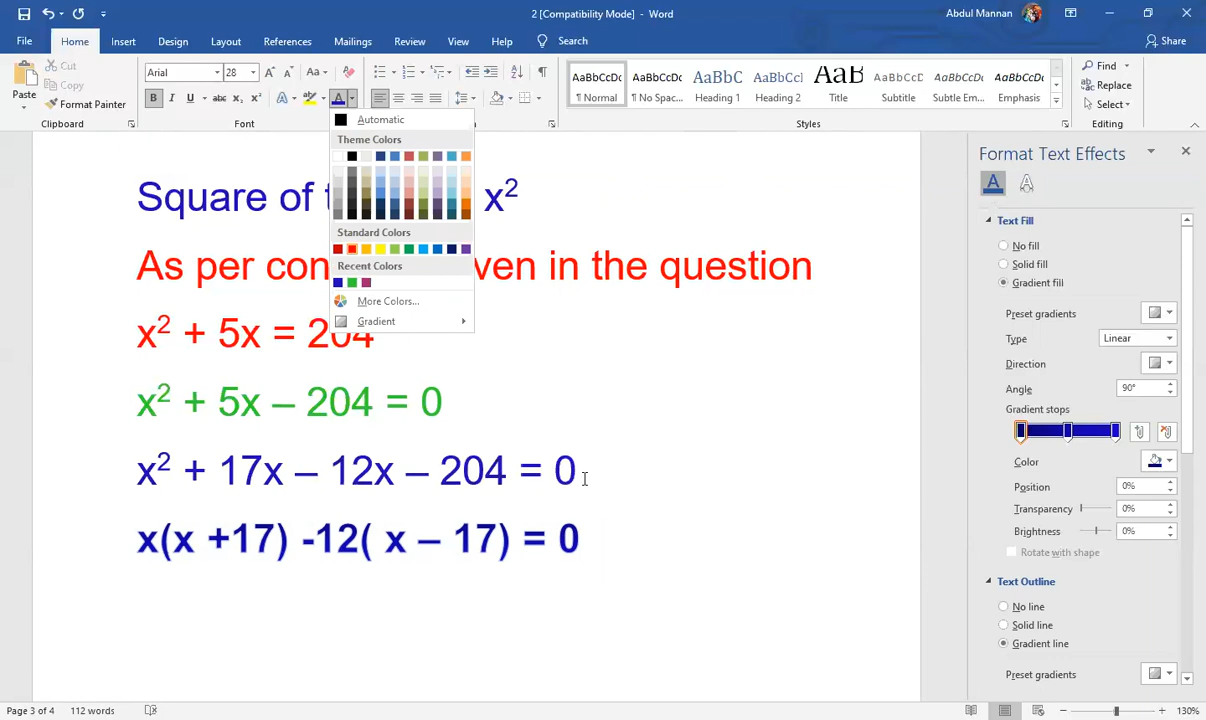 2 [Compatibility Mode] - Word
Abdul Mannan
File Home Insert Design Layout References Mailings Review View Help Search Share
Paste
Cut
Copy
Format Painter
Clipboard
Arial 28
Aa
B I U abc x₂ x² A
Font
AaBbCcDc AaBbCcDc AaBbC AaBbCc AaB AaBbCcD AaBbCcDc
¶ Normal ¶ No Spac... Heading 1 Heading 2 Title Subtitle Subtle Em... Emphasis
Styles
Find
Replace
Select
Editing
Automatic
Theme Colors
Standard Colors
Recent Colors
More Colors...
Gradient
Square of x²
As per con ven in the question
x² + 5x = 204
x² + 5x – 204 = 0
x² + 17x – 12x – 204 = 0
x(x +17) -12( x – 17) = 0
Format Text Effects
Text Fill
No fill
Solid fill
Gradient fill
Preset gradients
Type Linear
Direction
Angle 90°
Gradient stops
Color
Position 0%
Transparency 0%
Brightness 0%
Rotate with shape
Text Outline
No line
Solid line
Gradient line
Preset gradients
Page 3 of 4 112 words
130%